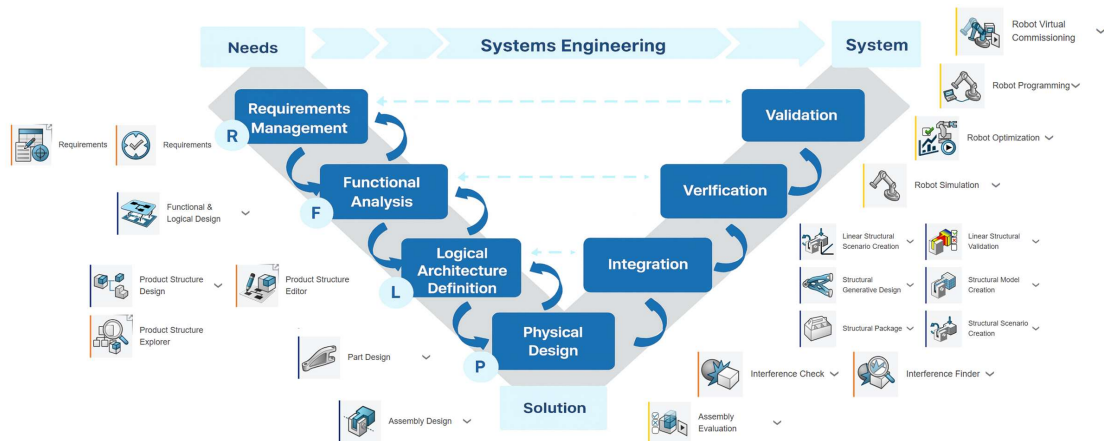 Needs
Systems Engineering
System
Robot Virtual
Commissioning
Robot Programming
Requirements
Management
Validation
R
Requirements
Requirements
Robot Optimization
Functional
Analysis
VerIfication
Robot Simulation
F
Functional &
Logical Design
Logical
Architecture
Definition
Integration
L
Linear Structural
Scenario Creation
Linear Structural
Validation
Product Structure
Design
Product Structure
Editor
Structural
Generative Design
Structural Model
Creation
Product Structure
Explorer
Physical
Design
P
Structural Package
Structural Scenario
Creation
Part Design
Interference Check
Interference Finder
Solution
Assembly Design
Assembly
Evaluation